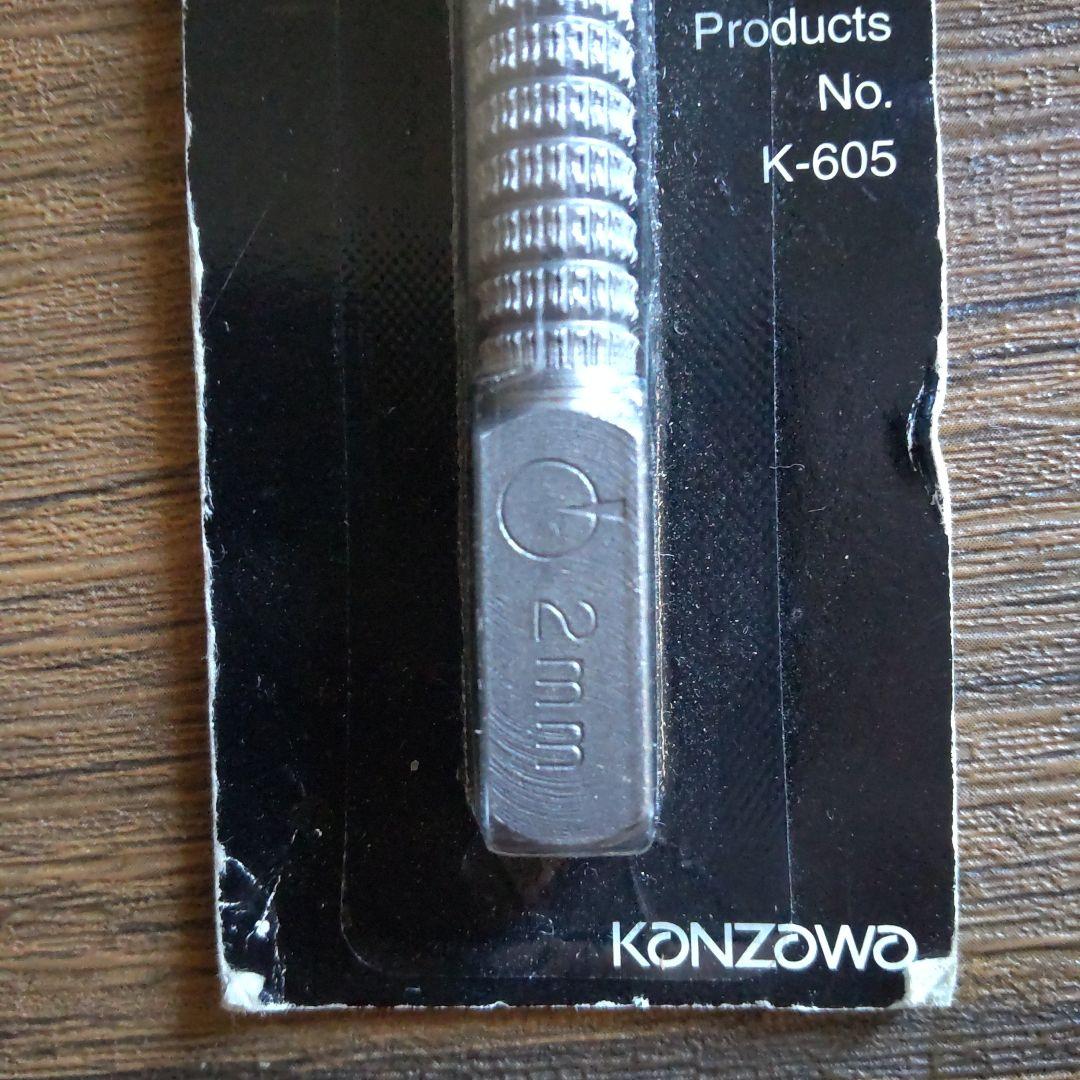 Products
No.
K-605
2mm
KANZAWA